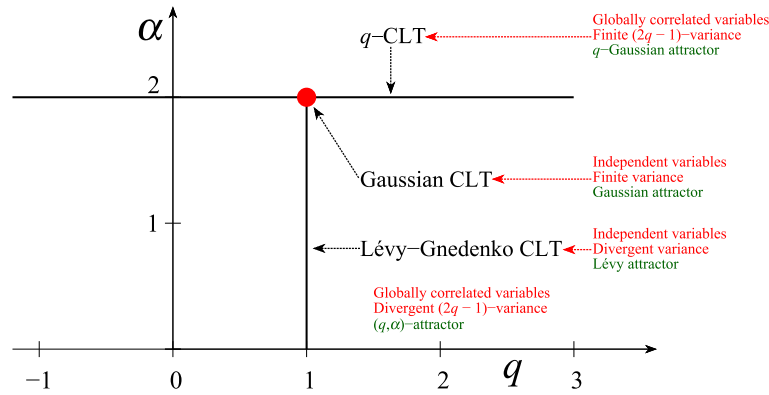 α
q−CLT
Globally correlated variables
Finite (2q − 1)−variance
q−Gaussian attractor
2
Gaussian CLT
Independent variables
Finite variance
Gaussian attractor
1
Lévy−Gnedenko CLT
Independent variables
Divergent variance
Lévy attractor
Globally correlated variables
Divergent (2q − 1)−variance
(q,α)−attractor
−1
0
1
2
q
3